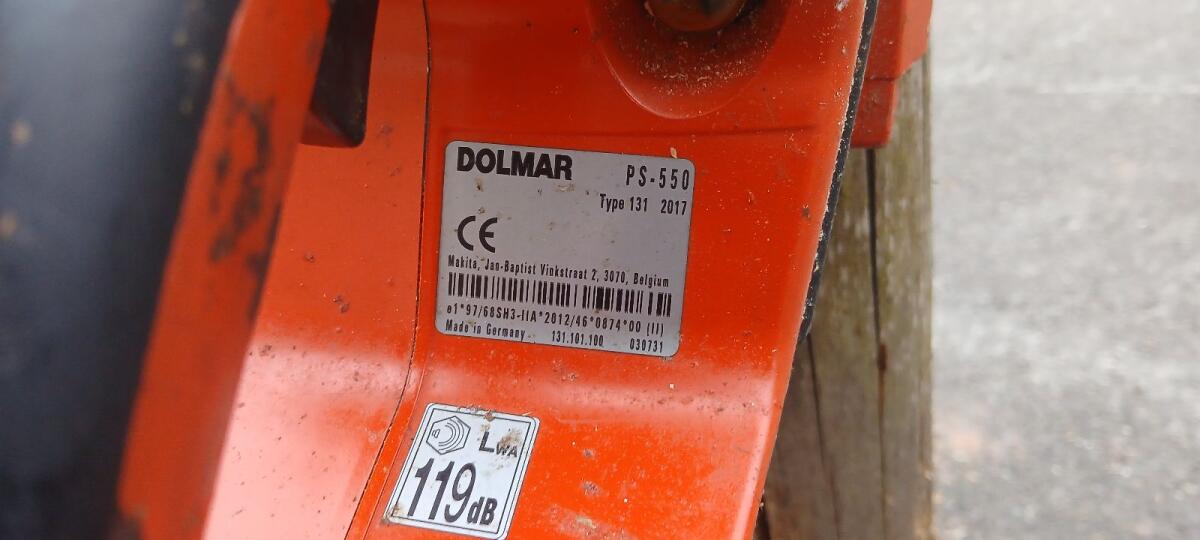 DOLMAR PS-550
Type 131 2017
CE
Makita, Jan-Baptist Vinkstraat 2, 3070, Belgium
e1*97/68SH3-IIA*2012/46*0874*00 (II)
Made in Germany 131.101.100 030731
LWA
119dB